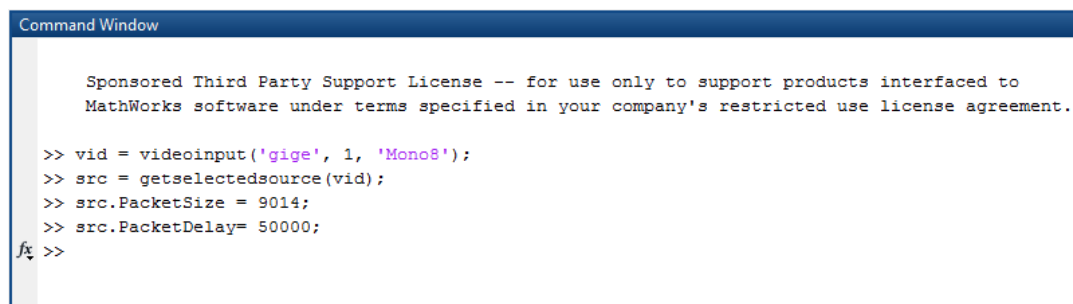 Command Window
Sponsored Third Party Support License -- for use only to support products interfaced to
MathWorks software under terms specified in your company's restricted use license agreement.
>> vid = videoinput('gige', 1, 'Mono8');
>> src = getselectedsource(vid);
>> src.PacketSize = 9014;
>> src.PacketDelay= 50000;
fx >>